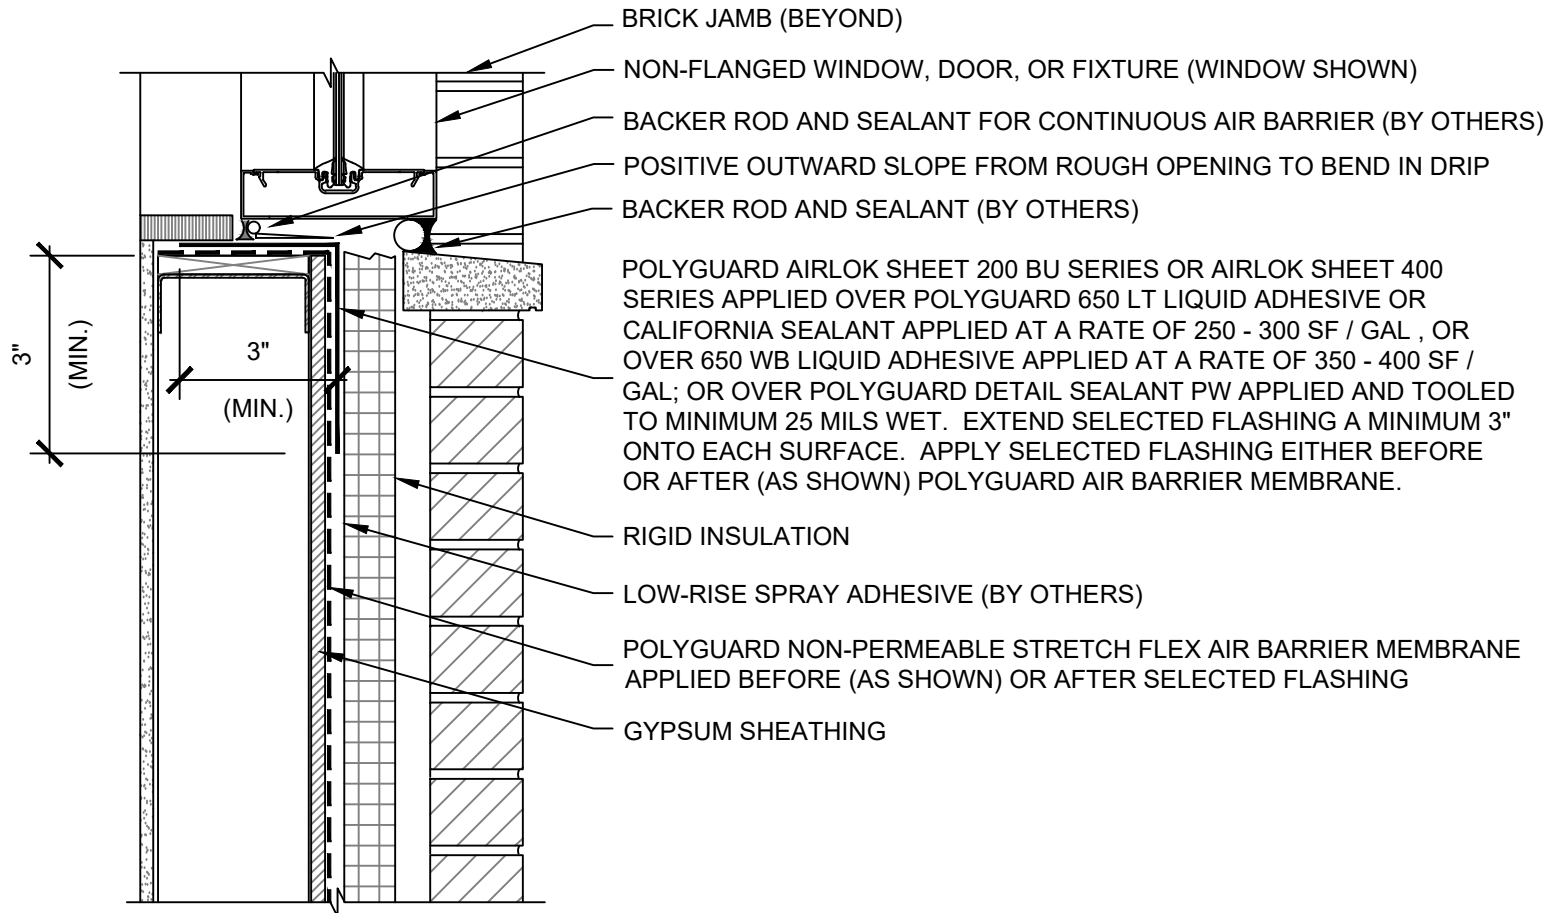 BRICK JAMB (BEYOND)
NON-FLANGED WINDOW, DOOR, OR FIXTURE (WINDOW SHOWN)
BACKER ROD AND SEALANT FOR CONTINUOUS AIR BARRIER (BY OTHERS)
POSITIVE OUTWARD SLOPE FROM ROUGH OPENING TO BEND IN DRIP
BACKER ROD AND SEALANT (BY OTHERS)
POLYGUARD AIRLOK SHEET 200 BU SERIES OR AIRLOK SHEET 400
SERIES APPLIED OVER POLYGUARD 650 LT LIQUID ADHESIVE OR
CALIFORNIA SEALANT APPLIED AT A RATE OF 250 - 300 SF / GAL , OR
OVER 650 WB LIQUID ADHESIVE APPLIED AT A RATE OF 350 - 400 SF /
GAL; OR OVER POLYGUARD DETAIL SEALANT PW APPLIED AND TOOLED
TO MINIMUM 25 MILS WET.  EXTEND SELECTED FLASHING A MINIMUM 3"
ONTO EACH SURFACE.  APPLY SELECTED FLASHING EITHER BEFORE
OR AFTER (AS SHOWN) POLYGUARD AIR BARRIER MEMBRANE.
3"
(MIN.)
3"
(MIN.)
RIGID INSULATION
LOW-RISE SPRAY ADHESIVE (BY OTHERS)
POLYGUARD NON-PERMEABLE STRETCH FLEX AIR BARRIER MEMBRANE
APPLIED BEFORE (AS SHOWN) OR AFTER SELECTED FLASHING
GYPSUM SHEATHING